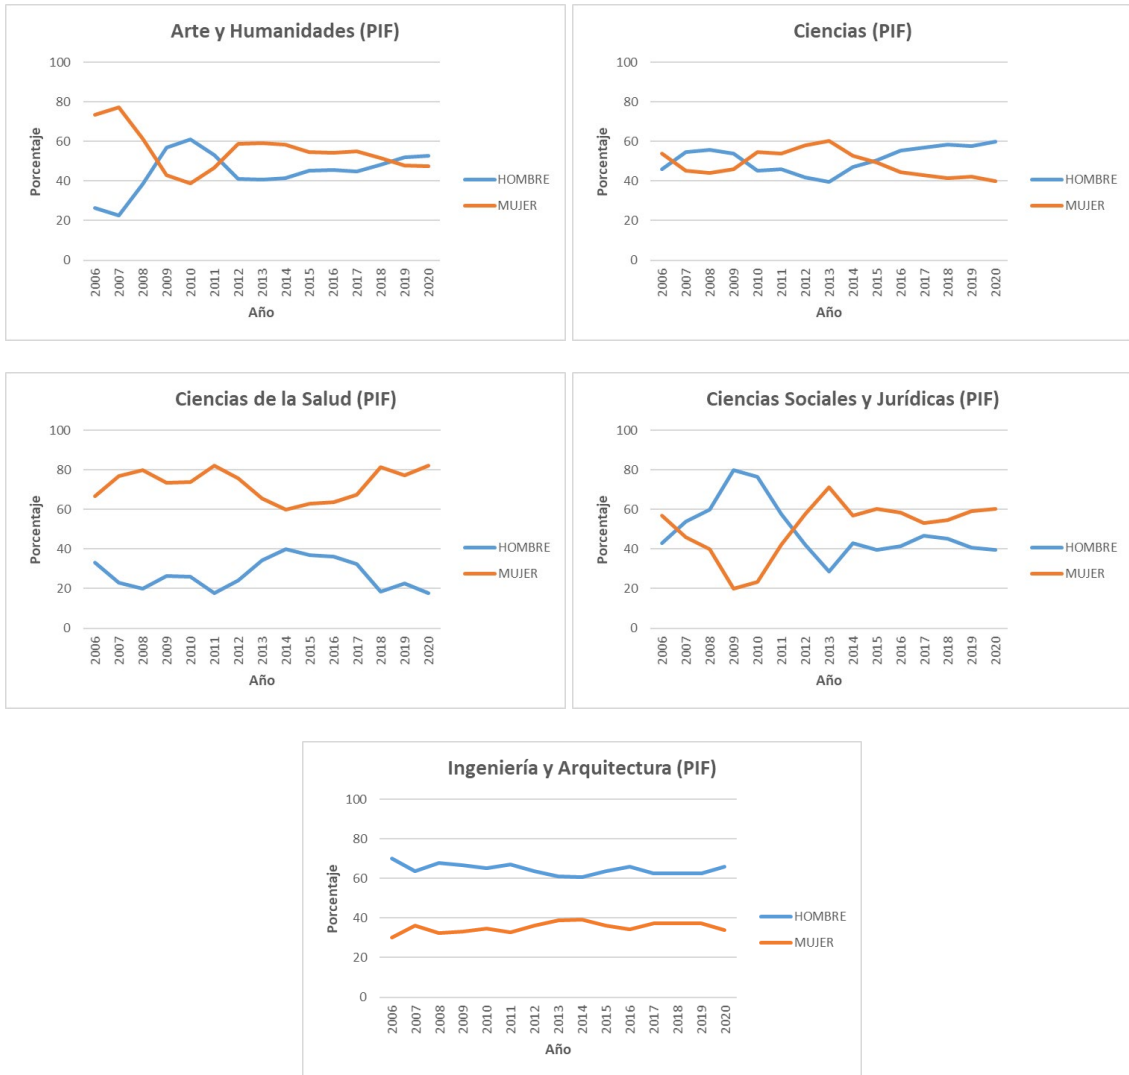 Arte y Humanidades (PIF)
100
80
60
40
20
0
Porcentaje
2006 2007 2008 2009 2010 2011 2012 2013 2014 2015 2016 2017 2018 2019 2020
Año
HOMBRE
MUJER
Ciencias (PIF)
100
80
60
40
20
0
Porcentaje
2006 2007 2008 2009 2010 2011 2012 2013 2014 2015 2016 2017 2018 2019 2020
Año
HOMBRE
MUJER
Ciencias de la Salud (PIF)
100
80
60
40
20
0
Porcentaje
2006 2007 2008 2009 2010 2011 2012 2013 2014 2015 2016 2017 2018 2019 2020
Año
HOMBRE
MUJER
Ciencias Sociales y Jurídicas (PIF)
100
80
60
40
20
0
Porcentaje
2006 2007 2008 2009 2010 2011 2012 2013 2014 2015 2016 2017 2018 2019 2020
Año
HOMBRE
MUJER
Ingeniería y Arquitectura (PIF)
100
80
60
40
20
0
Porcentaje
2006 2007 2008 2009 2010 2011 2012 2013 2014 2015 2016 2017 2018 2019 2020
Año
HOMBRE
MUJER